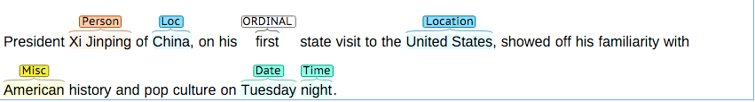 Person Loc ORDINAL Location
President Xi Jinping of China, on his first state visit to the United States, showed off his familiarity with
Misc Date Time
American history and pop culture on Tuesday night.